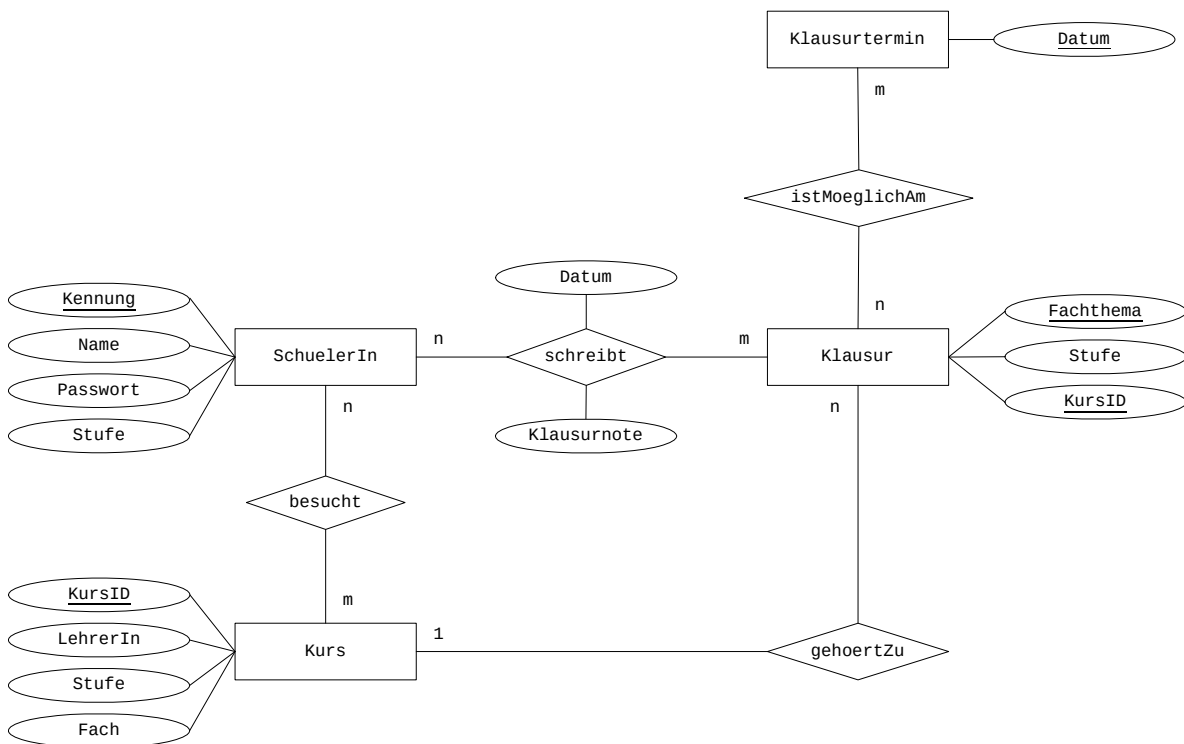 Klausurtermin
Datum
m
istMoeglichAm
Datum
Kennung
n
Fachthema
Name
SchuelerIn
n
schreibt
m
Klausur
Stufe
Passwort
n
n
KursID
Stufe
Klausurnote
besucht
KursID
m
LehrerIn
1
Kurs
gehoertZu
Stufe
Fach